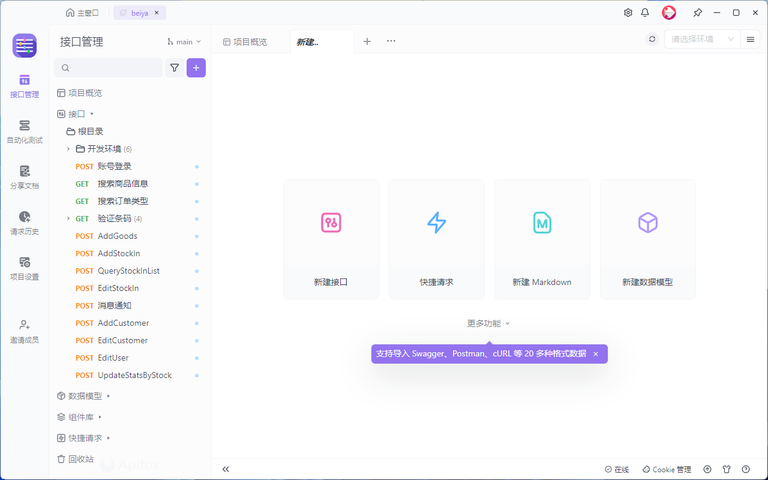 主窗口
beiya
接口管理
main
项目概览
新建...
请选择环境
接口管理
自动化测试
分享文档
请求历史
项目设置
邀请成员
项目概览
接口
根目录
开发环境 (6)
POST 账号登录
GET 搜索商品信息
GET 搜索订单类型
GET 验证条码 (4)
POST AddGoods
POST AddStockIn
POST QueryStockInList
POST EditStockIn
POST 消息通知
POST AddCustomer
POST EditCustomer
POST EditUser
POST UpdateStatsByStock
数据模型
组件库
快捷请求
回收站
新建接口
快捷请求
新建 Markdown
新建数据模型
更多功能
支持导入 Swagger、Postman、cURL 等 20 多种格式数据
在线
Cookie 管理